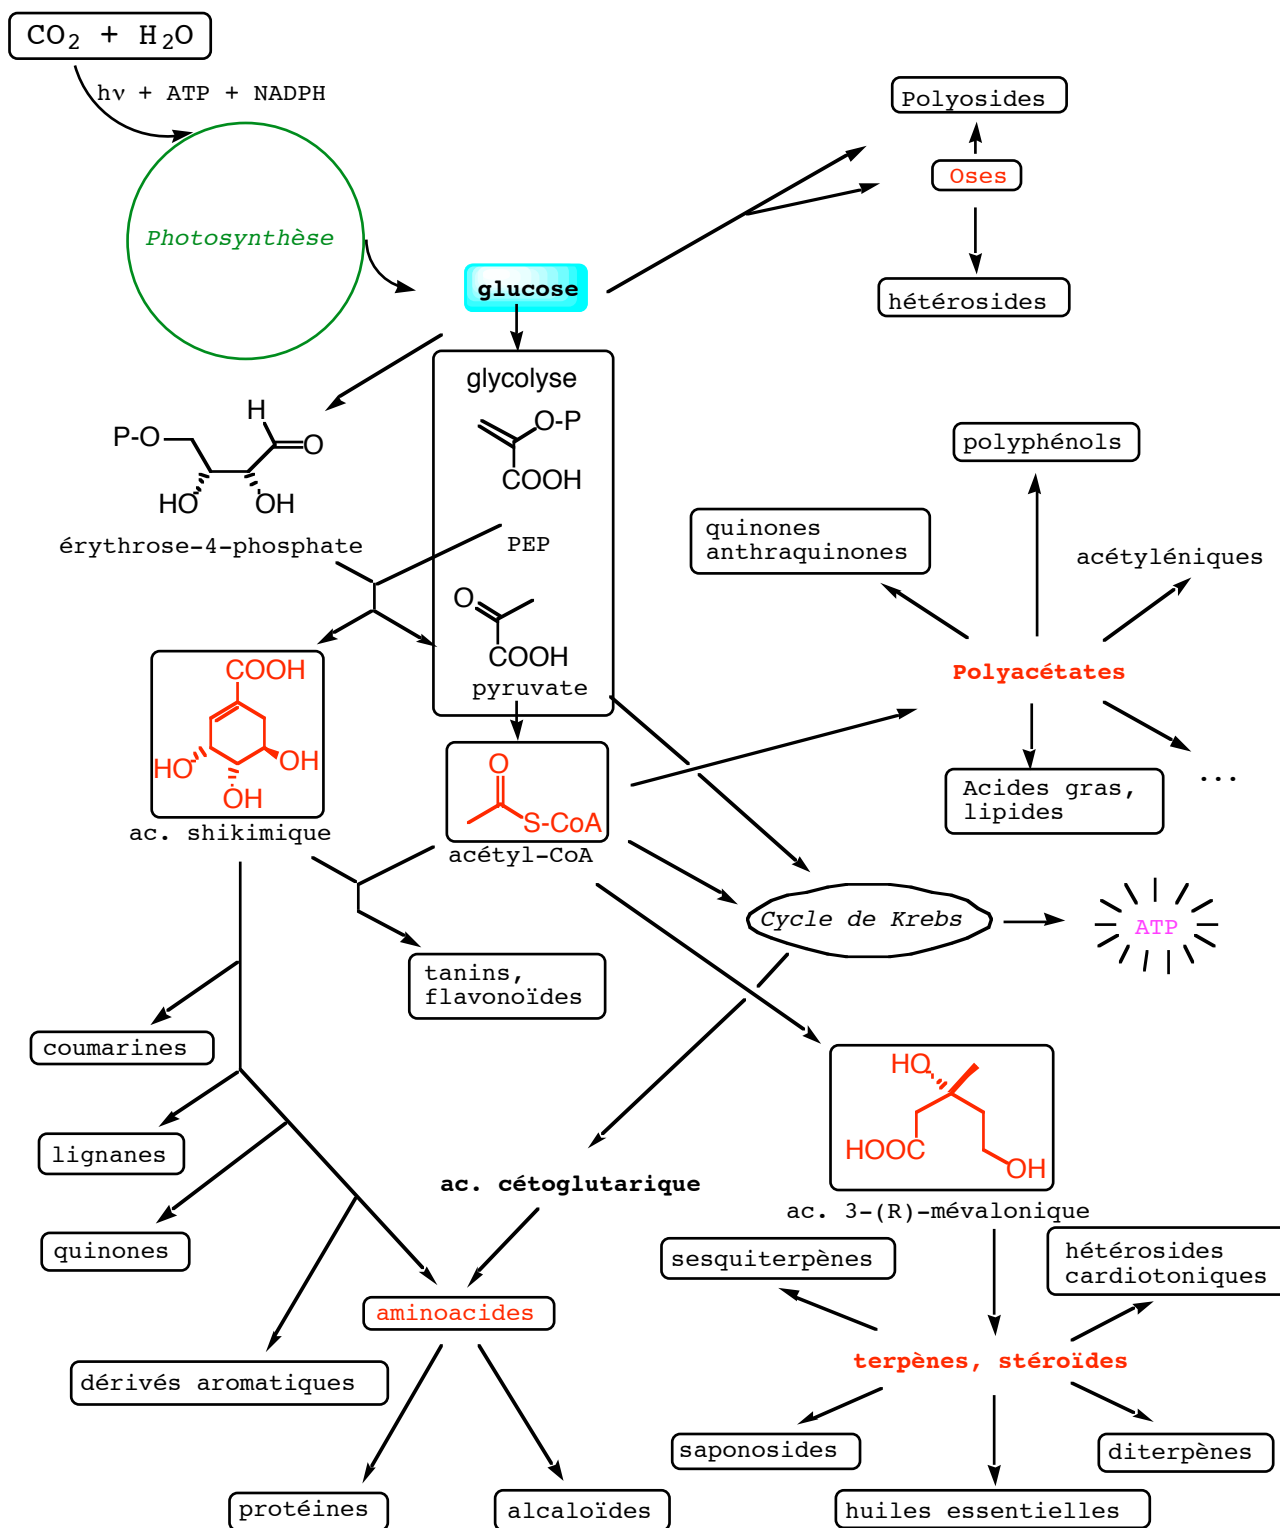 CO2 + H2O
hν + ATP + NADPH
Polyosides
Oses
Photosynthèse
glucose
hétérosides
glycolyse
H
P-O
O
HO
OH
O-P
COOH
polyphénols
érythrose-4-phosphate
PEP
quinones
anthraquinones
acétyléniques
O
COOH
pyruvate
COOH
HO
OH
OH
ac. shikimique
Polyacétates
O
S-CoA
acétyl-CoA
Acides gras,
lipides
...
Cycle de Krebs
ATP
tanins,
flavonoïdes
coumarines
HO
HOOC
OH
lignanes
ac. cétoglutarique
ac. 3-(R)-mévalonique
quinones
sesquiterpènes
hétérosides
cardiotoniques
aminoacides
terpènes, stéroïdes
dérivés aromatiques
saponosides
diterpènes
protéines
alcaloïdes
huiles essentielles